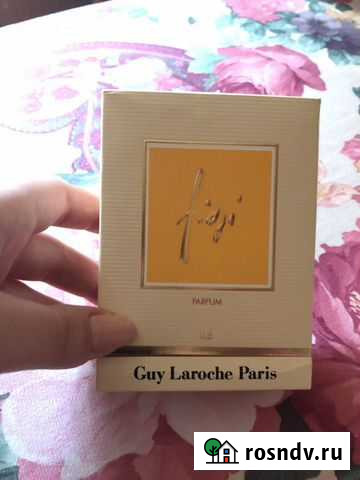 fidji
PARFUM
Guy Laroche Paris
rosndv.ru